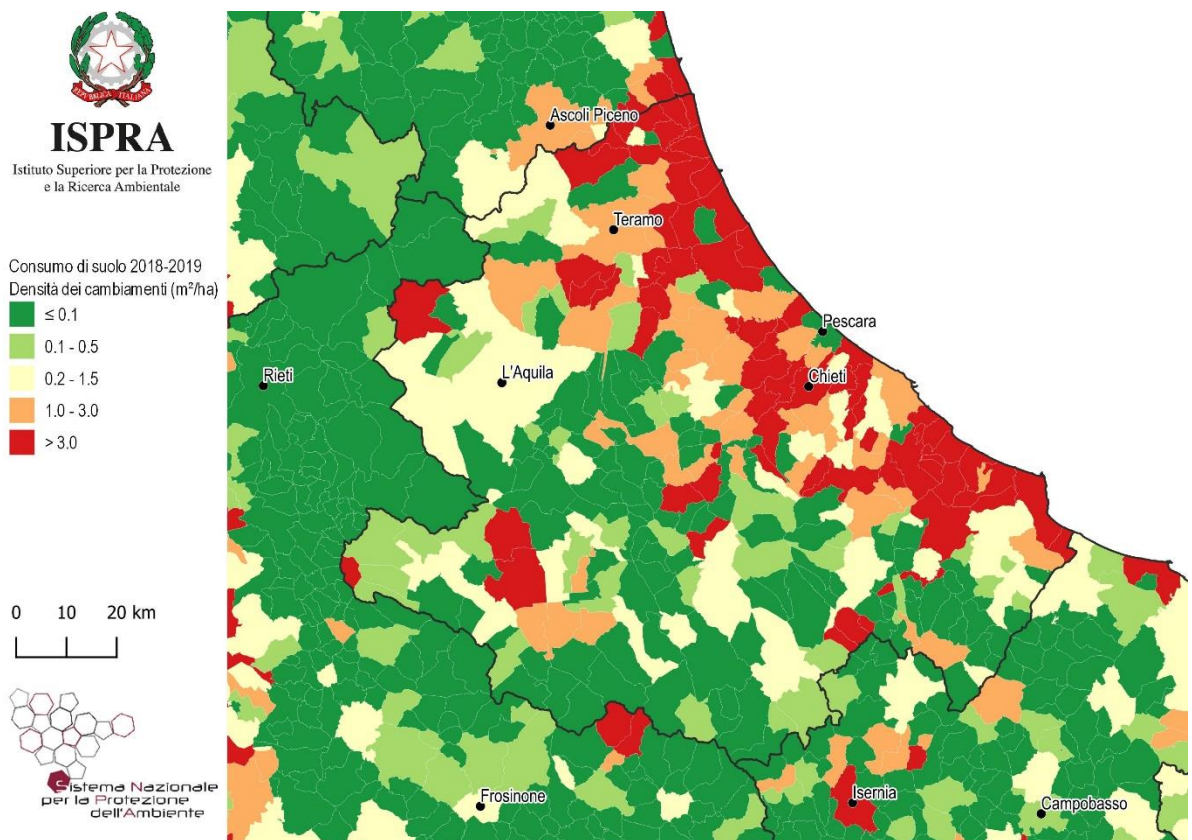 REPVBBLICA ITALIANA
ISPRA
Istituto Superiore per la Protezione
e la Ricerca Ambientale
Consumo di suolo 2018-2019
Densità dei cambiamenti (m²/ha)
≤ 0.1
0.1 - 0.5
0.2 - 1.5
1.0 - 3.0
> 3.0
0 10 20 km
Sistema Nazionale
per la Protezione
dell'Ambiente
Ascoli Piceno
Teramo
Pescara
Rieti
L'Aquila
Chieti
Frosinone
Isernia
Campobasso